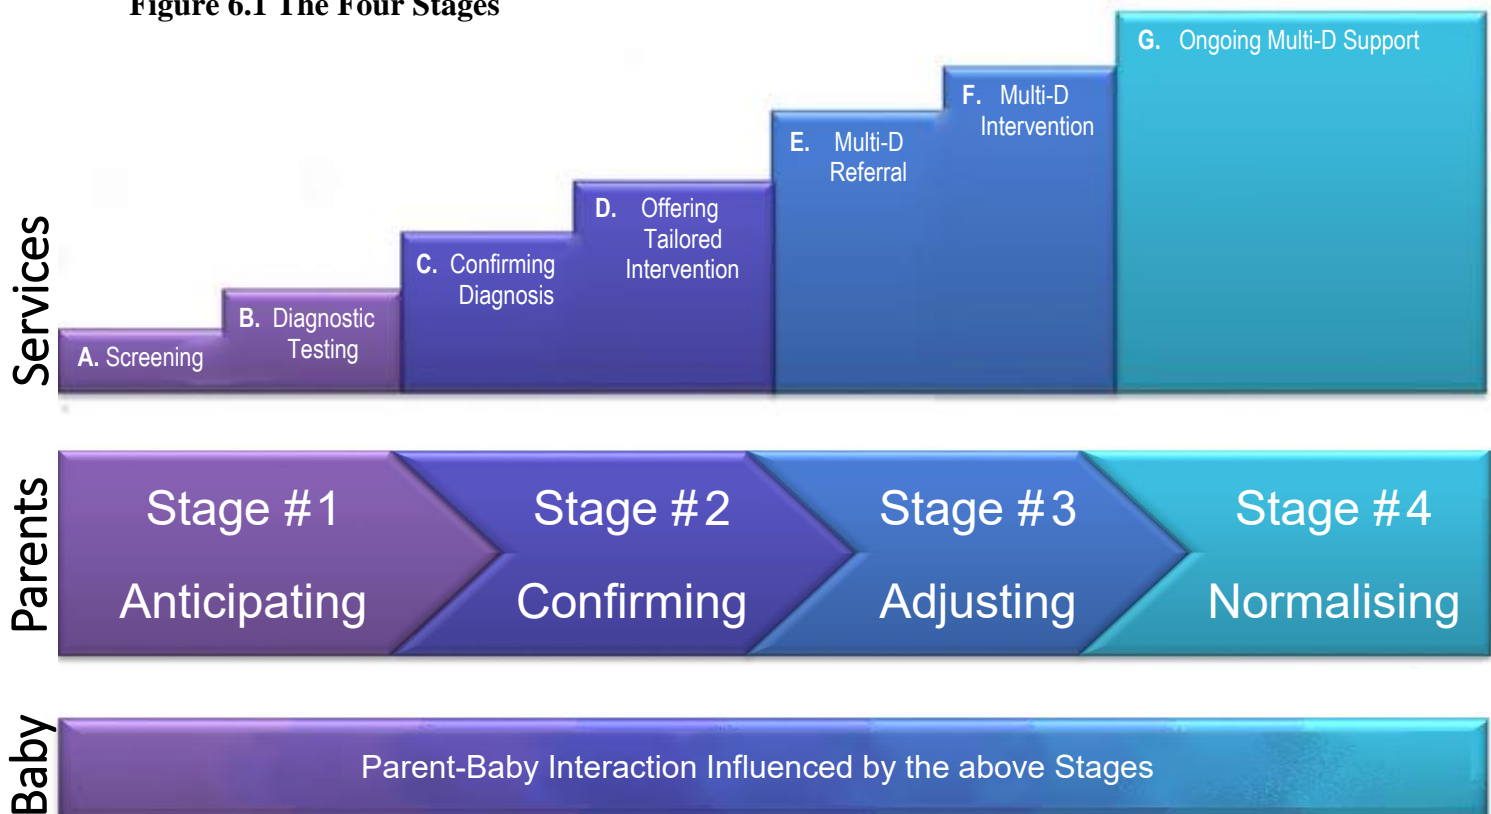 Figure 6.1 The Four Stages
Services
A. Screening
B. Diagnostic
Testing
C. Confirming
Diagnosis
D. Offering
Tailored
Intervention
E. Multi-D
Referral
F. Multi-D
Intervention
G. Ongoing Multi-D Support
Parents
Stage #1
Anticipating
Stage #2
Confirming
Stage #3
Adjusting
Stage #4
Normalising
Baby
Parent-Baby Interaction Influenced by the above Stages